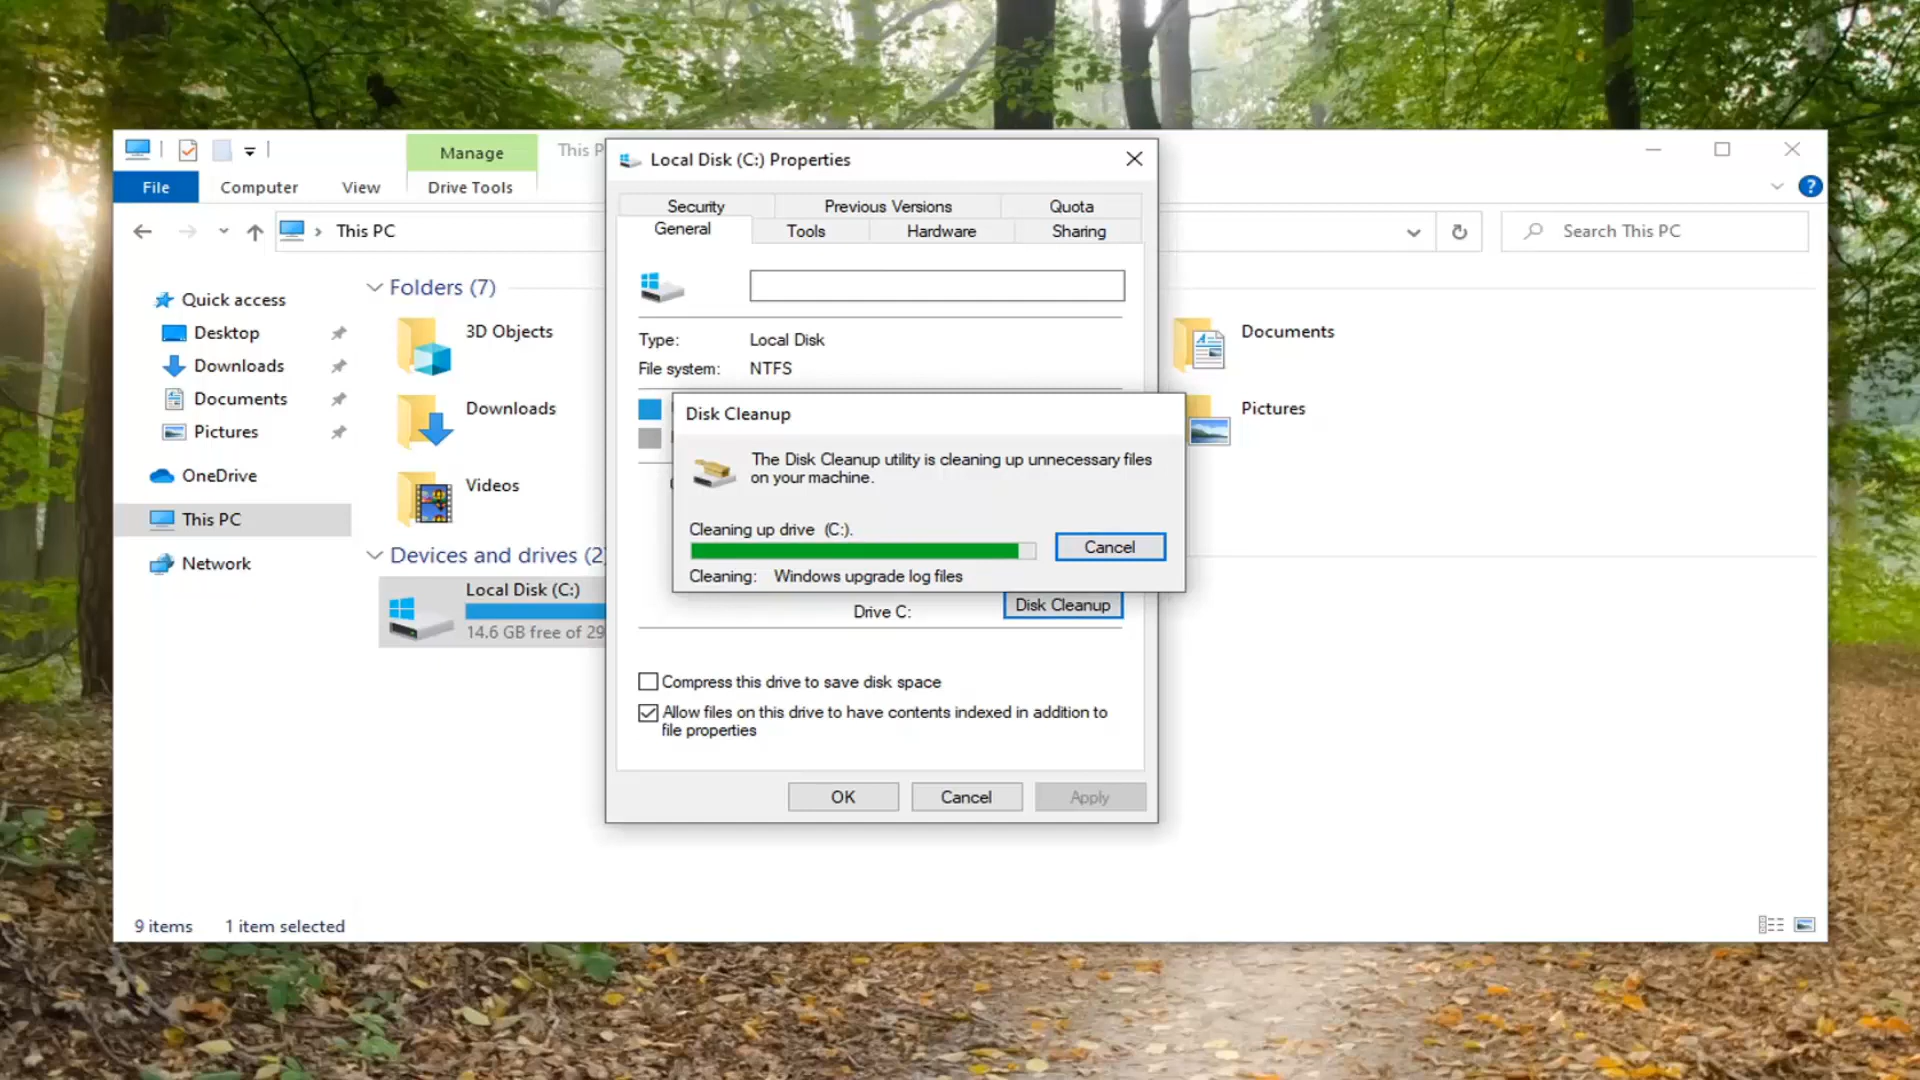 Manage
This P
File
Computer
View
Drive Tools
This PC
Search This PC
Quick access
Desktop
Downloads
Documents
Pictures
OneDrive
This PC
Network
Folders (7)
3D Objects
Downloads
Videos
Documents
Pictures
Devices and drives (2)
Local Disk (C:)
14.6 GB free of 29
9 items
1 item selected
Local Disk (C:) Properties
Security
Previous Versions
Quota
General
Tools
Hardware
Sharing
Type:
Local Disk
File system:
NTFS
Disk Cleanup
The Disk Cleanup utility is cleaning up unnecessary files
on your machine.
Cleaning up drive (C:).
Cancel
Cleaning: Windows upgrade log files
Drive C:
Disk Cleanup
Compress this drive to save disk space
Allow files on this drive to have contents indexed in addition to
file properties
OK
Cancel
Apply